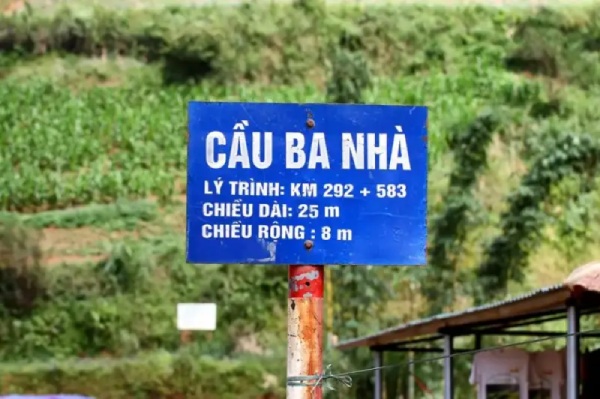 CẦU BA NHÀ
LÝ TRÌNH: KM 292 + 583
CHIỀU DÀI: 25 m
CHIỀU RỘNG : 8 m